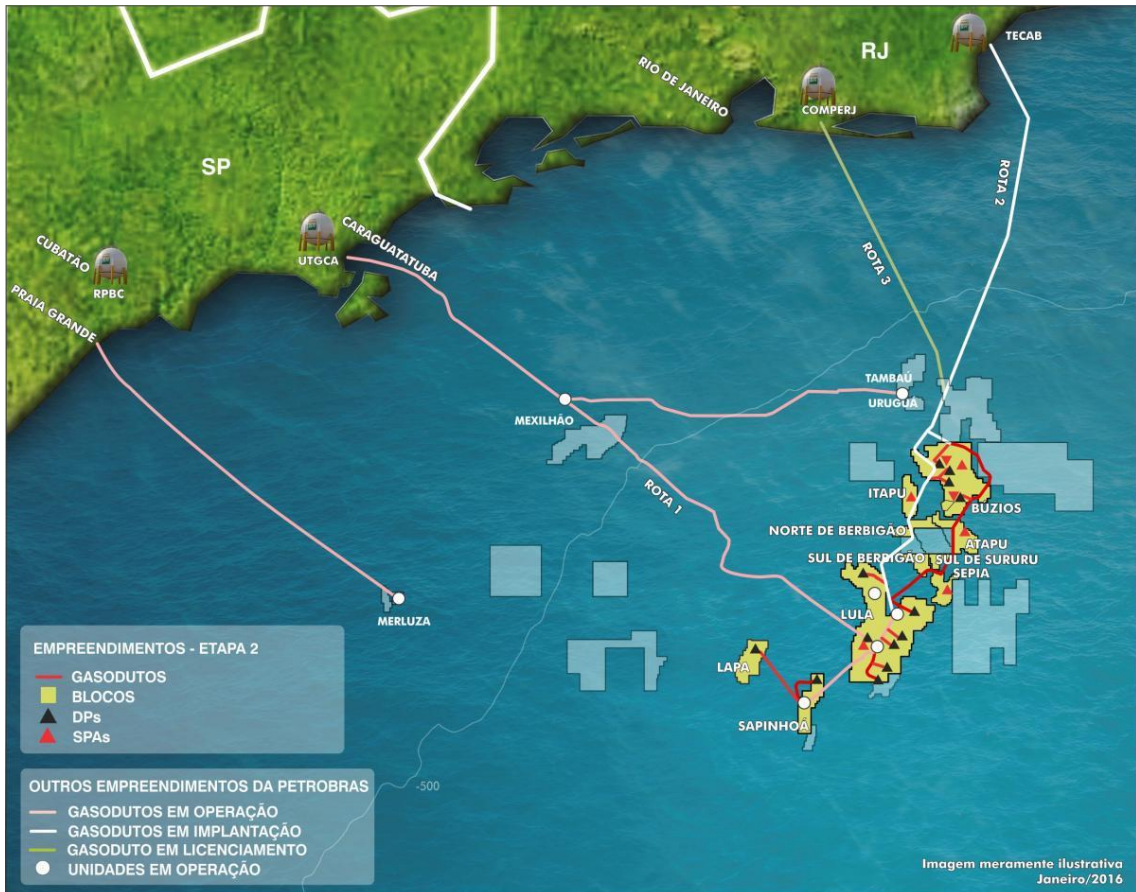 TECAB
RJ
RIO DE JANEIRO
COMPERJ
SP
ROTA 2
CARAGUATATUBA
UTGCA
CUBATÃO
RPBC
ROTA 3
PRAIA GRANDE
TAMBAÚ
URUGUÁ
MEXILHÃO
ROTA 1
ITAPU
BÚZIOS
NORTE DE BERBIGÃO
ATAPU
SUL DE BERBIGÃO
SUL DE SURURU
SEPIA
MERLUZA
LULA
LAPA
SAPINHOÁ
EMPREENDIMENTOS - ETAPA 2
GASODUTOS
BLOCOS
DPs
SPAs
-500
OUTROS EMPREENDIMENTOS DA PETROBRAS
GASODUTOS EM OPERAÇÃO
GASODUTOS EM IMPLANTAÇÃO
GASODUTO EM LICENCIAMENTO
UNIDADES EM OPERAÇÃO
Imagem meramente ilustrativa
Janeiro/2016